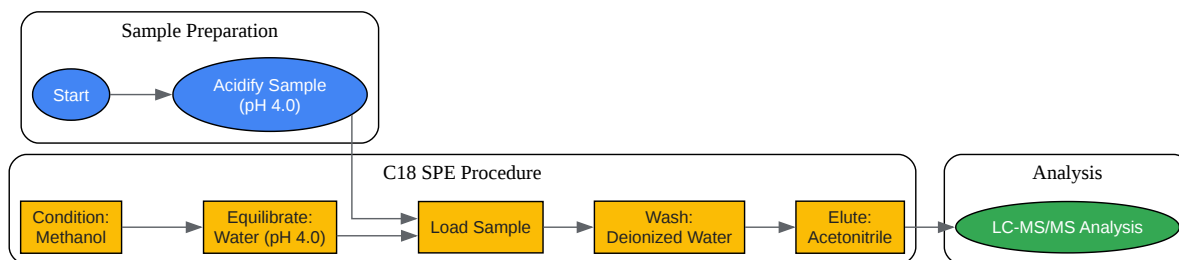 Sample Preparation
Start
Acidify Sample
(pH 4.0)
C18 SPE Procedure
Condition:
Methanol
Equilibrate:
Water (pH 4.0)
Load Sample
Wash:
Deionized Water
Elute:
Acetonitrile
Analysis
LC-MS/MS Analysis